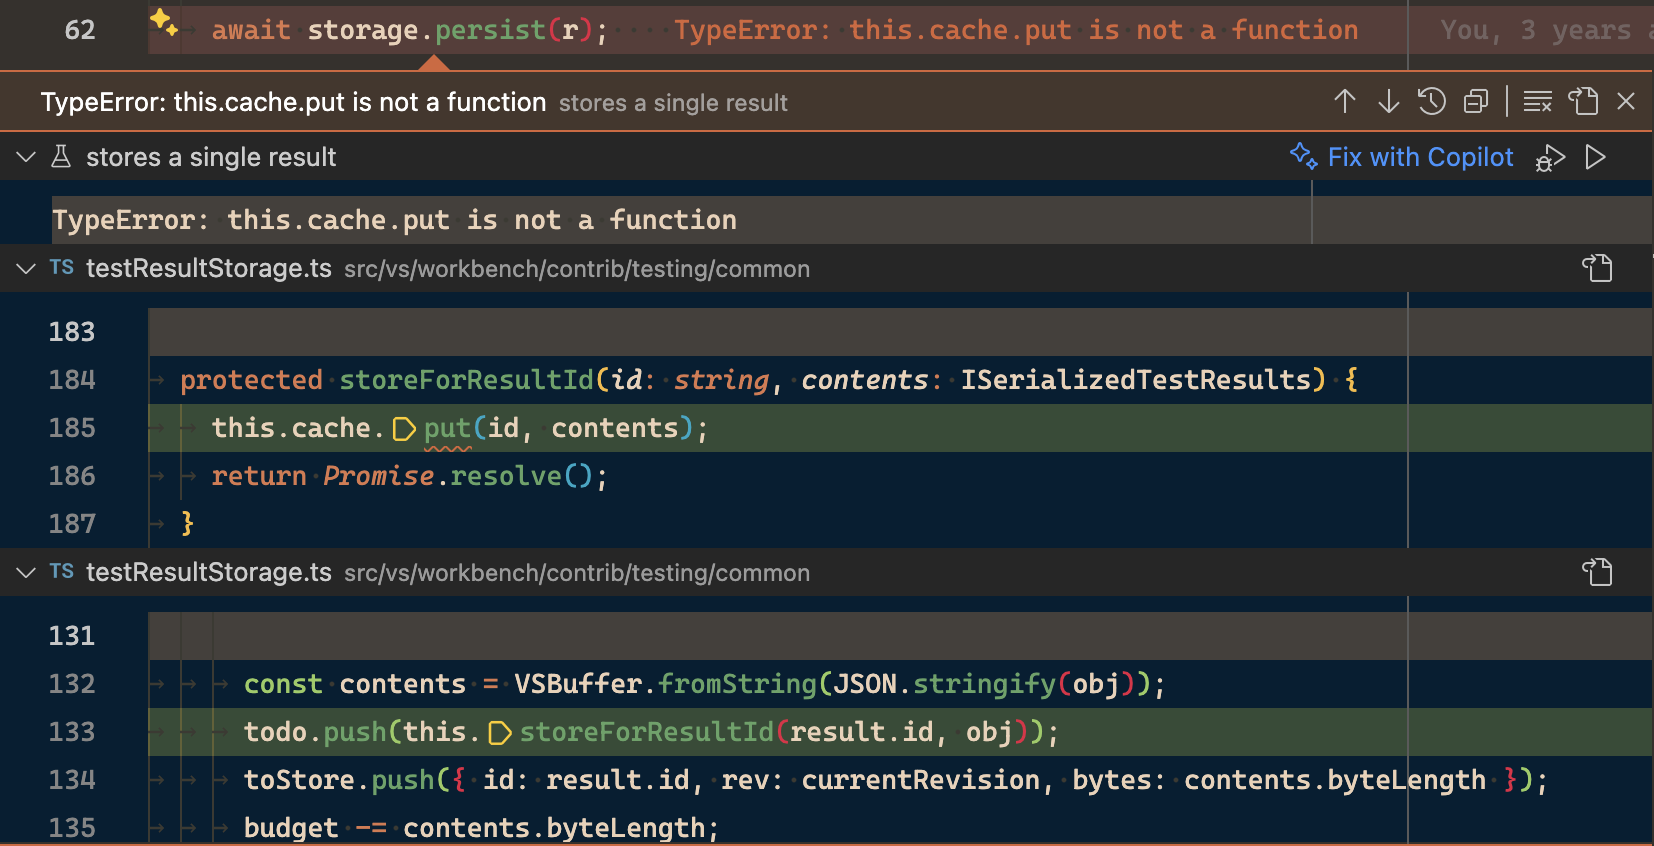 62 await storage.persist(r); TypeError: this.cache.put is not a function You, 3 years
TypeError: this.cache.put is not a function stores a single result
stores a single result Fix with Copilot
TypeError: this.cache.put is not a function
TS testResultStorage.ts src/vs/workbench/contrib/testing/common
183
184 protected storeForResultId(id: string, contents: ISerializedTestResults) {
185 this.cache.put(id, contents);
186 return Promise.resolve();
187 }
TS testResultStorage.ts src/vs/workbench/contrib/testing/common
131
132 const contents = VSBuffer.fromString(JSON.stringify(obj));
133 todo.push(this.storeForResultId(result.id, obj));
134 toStore.push({ id: result.id, rev: currentRevision, bytes: contents.byteLength });
135 budget -= contents.byteLength;